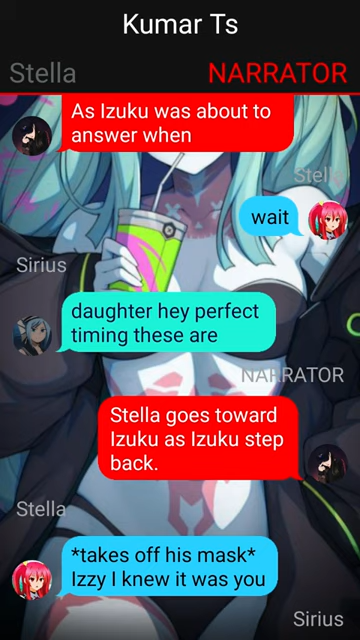 Kumar Ts
Stella
NARRATOR
As Izuku was about to
answer when
Stella
wait
Sirius
daughter hey perfect
timing these are
NARRATOR
Stella goes toward
Izuku as Izuku step
back.
Stella
*takes off his mask*
Izzy I knew it was you
Sirius